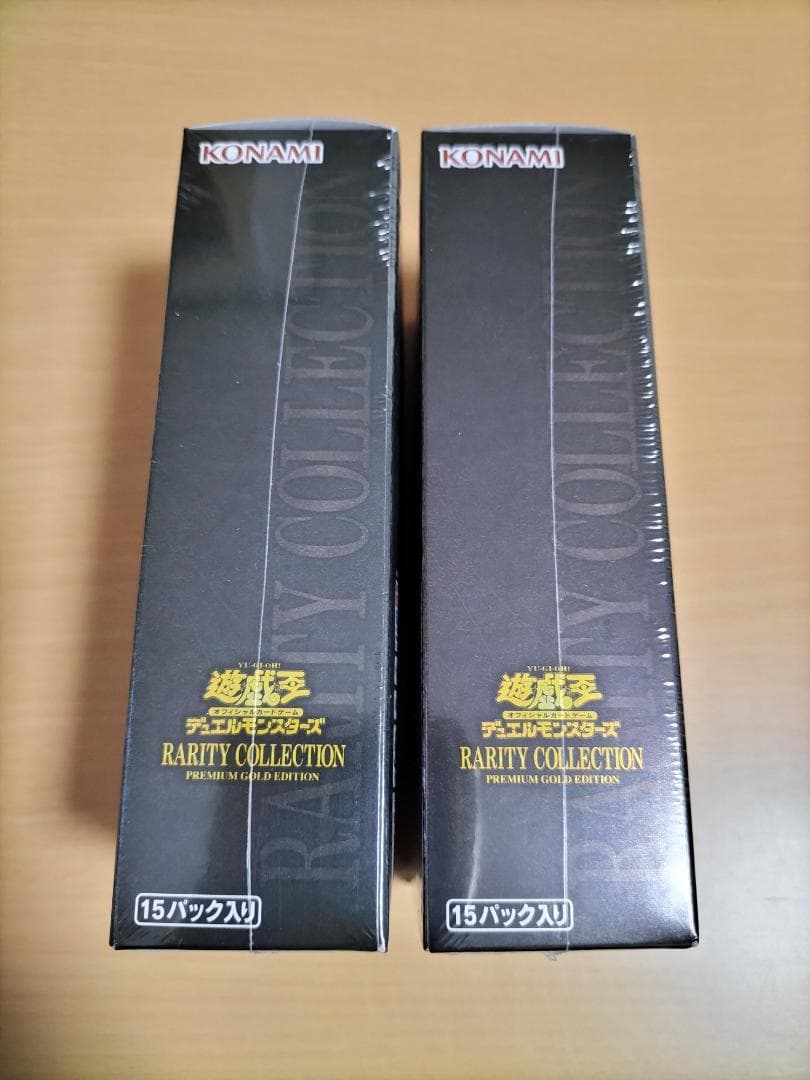 KONAMI
RARITY COLLECTION
YU-GI-OH!
遊戯王
オフィシャルカードゲーム
デュエルモンスターズ
RARITY COLLECTION
PREMIUM GOLD EDITION
15パック入り
KONAMI
RARITY COLLECTION
YU-GI-OH!
遊戯王
オフィシャルカードゲーム
デュエルモンスターズ
RARITY COLLECTION
PREMIUM GOLD EDITION
15パック入り